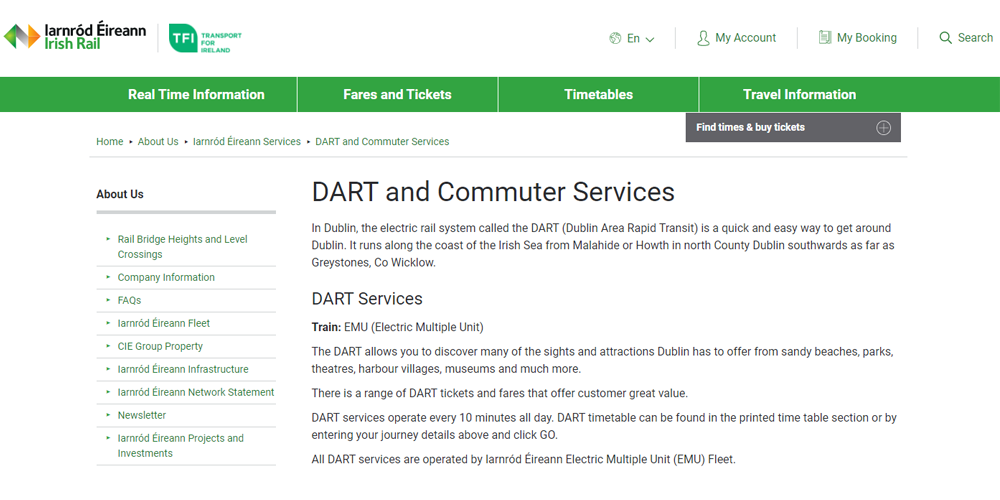 Iarnród Éireann
Irish Rail
TFI
TRANSPORT
FOR
IRELAND
En
My Account
My Booking
Search
Real Time Information
Fares and Tickets
Timetables
Travel Information
Find times & buy tickets
Home ‣ About Us ‣ Iarnród Éireann Services ‣ DART and Commuter Services
About Us
Rail Bridge Heights and Level
Crossings
Company Information
FAQs
Iarnród Éireann Fleet
CIE Group Property
Iarnród Éireann Infrastructure
Iarnród Éireann Network Statement
Newsletter
Iarnród Éireann Projects and
Investments
DART and Commuter Services
In Dublin, the electric rail system called the DART (Dublin Area Rapid Transit) is a quick and easy way to get around
Dublin. It runs along the coast of the Irish Sea from Malahide or Howth in north County Dublin southwards as far as
Greystones, Co Wicklow.
DART Services
Train: EMU (Electric Multiple Unit)
The DART allows you to discover many of the sights and attractions Dublin has to offer from sandy beaches, parks,
theatres, harbour villages, museums and much more.
There is a range of DART tickets and fares that offer customer great value.
DART services operate every 10 minutes all day. DART timetable can be found in the printed time table section or by
entering your journey details above and click GO.
All DART services are operated by Iarnród Éireann Electric Multiple Unit (EMU) Fleet.